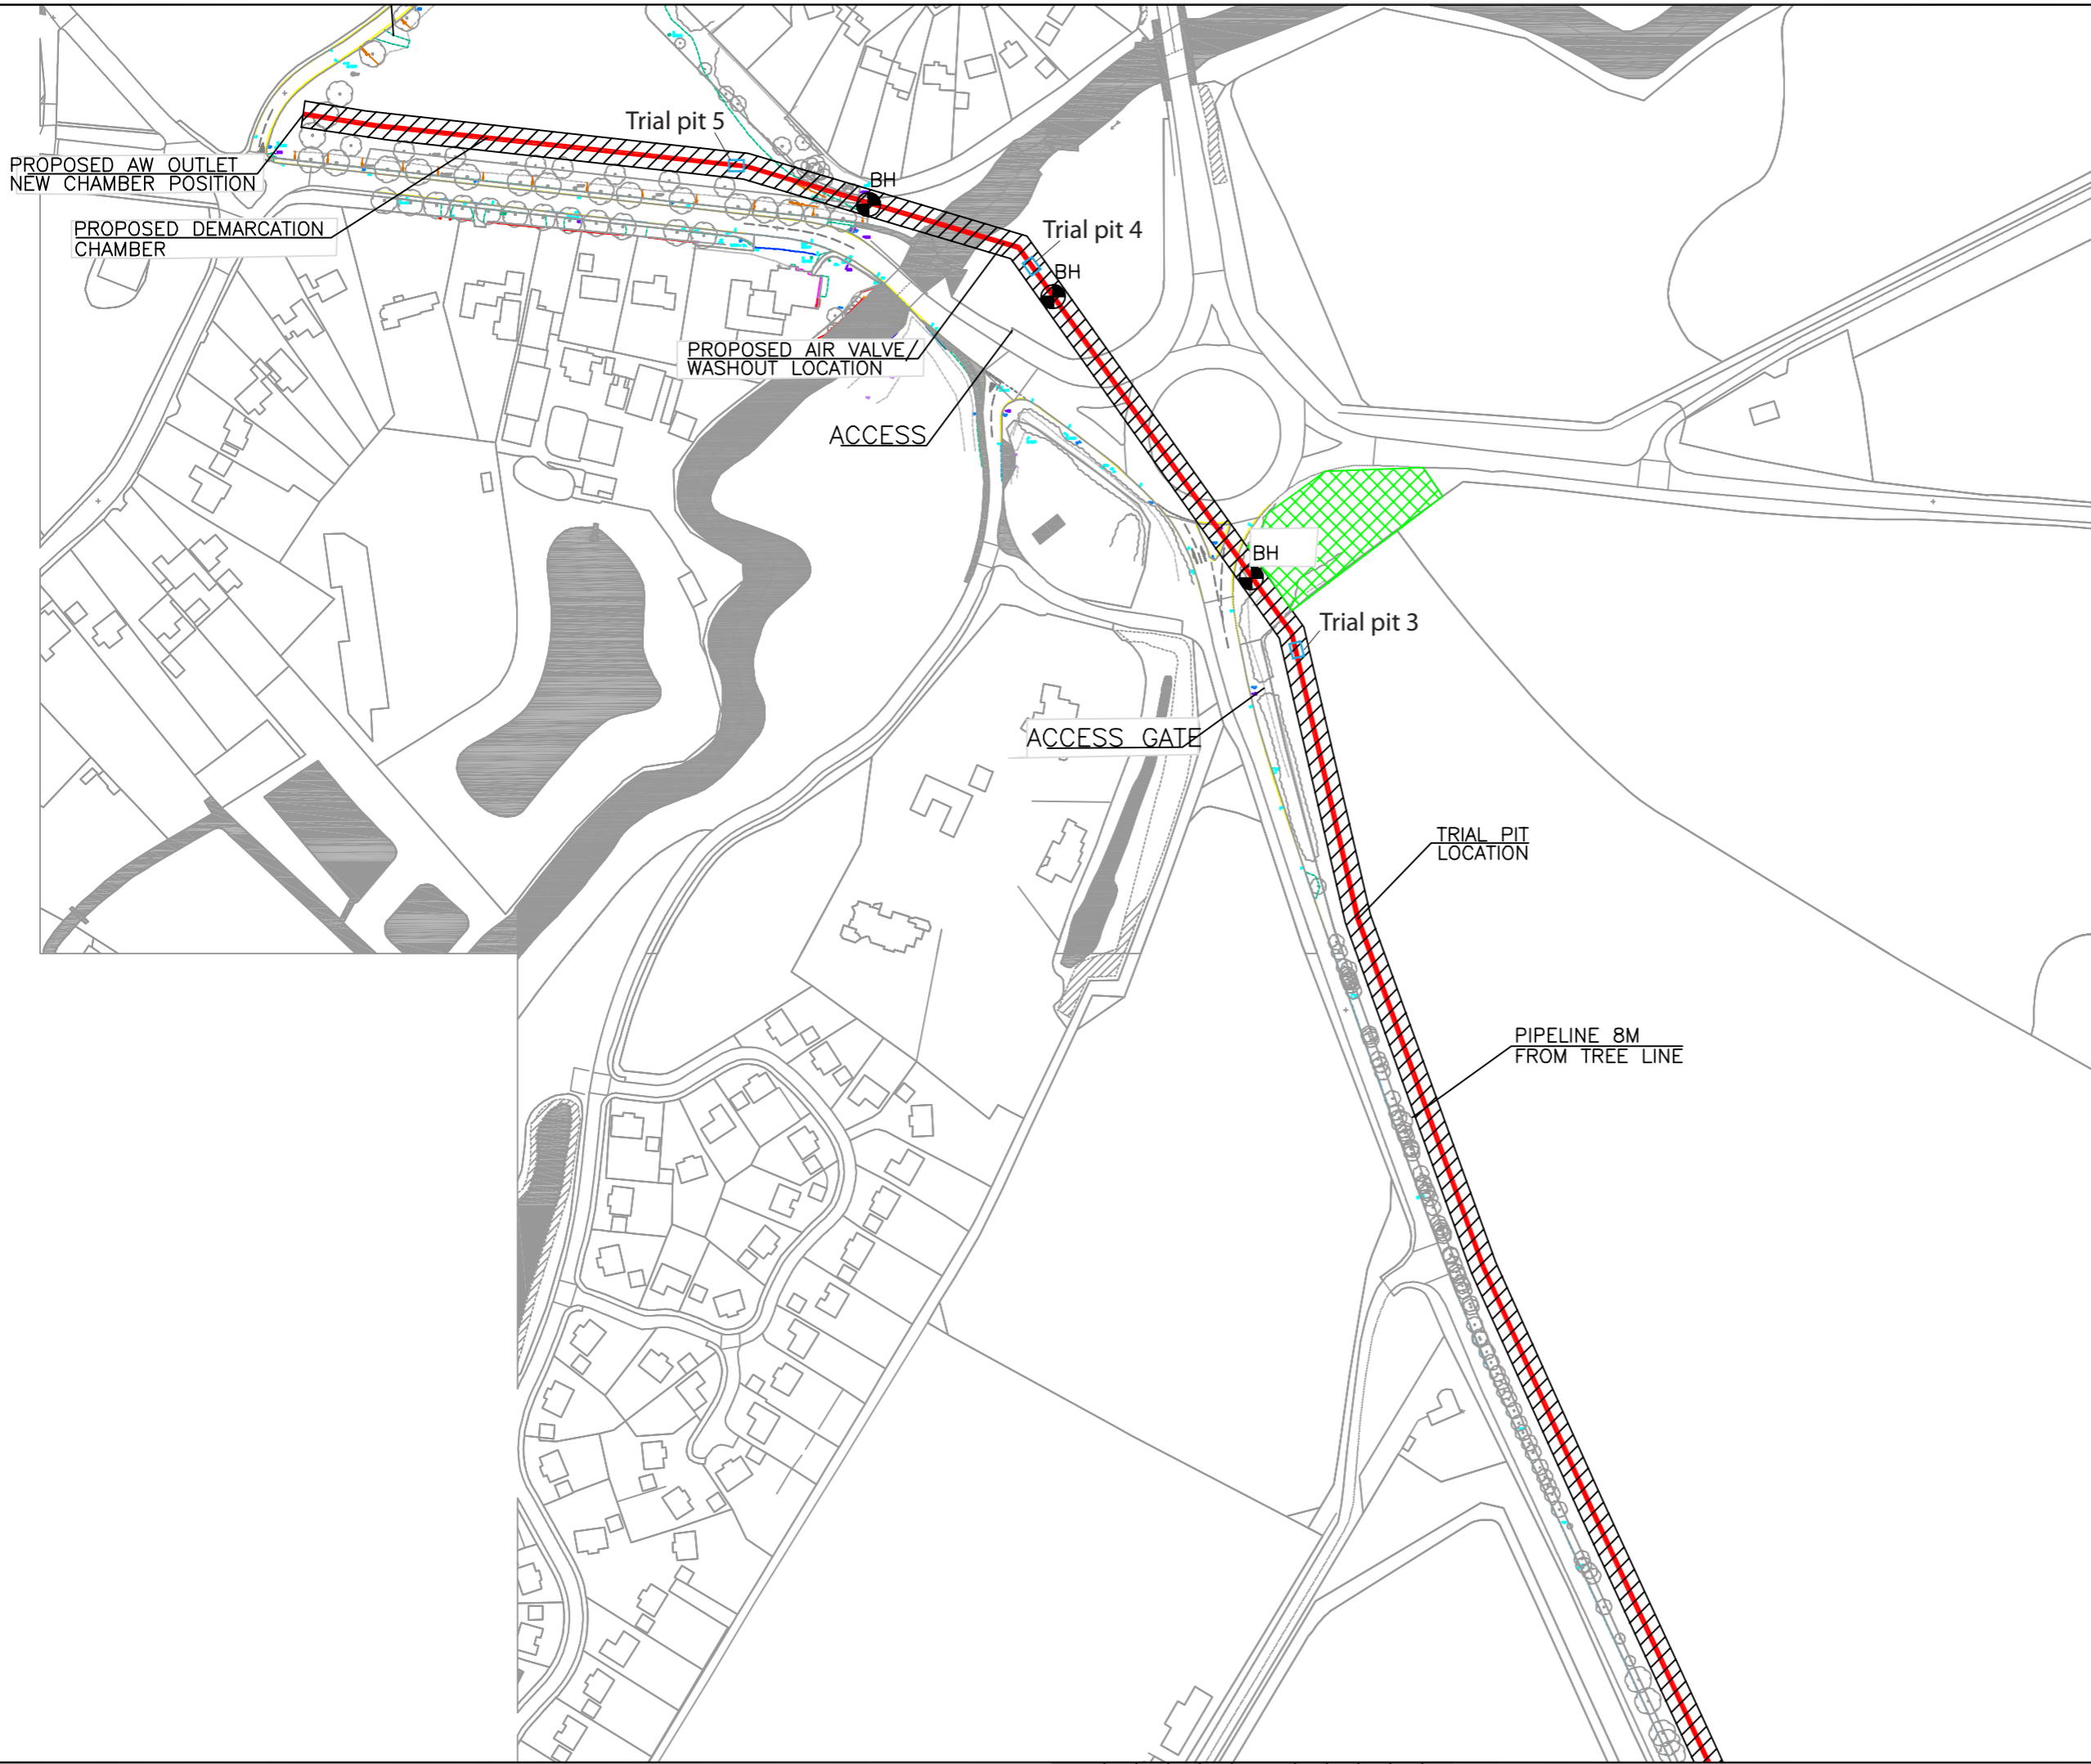 Trial pit 5
PROPOSED AW OUTLET
NEW CHAMBER POSITION
BH
PROPOSED DEMARCATION
CHAMBER
Trial pit 4
BH
PROPOSED AIR VALVE/
WASHOUT LOCATION
ACCESS
BH
Trial pit 3
ACCESS GATE
TRIAL PIT
LOCATION
PIPELINE 8M
FROM TREE LINE